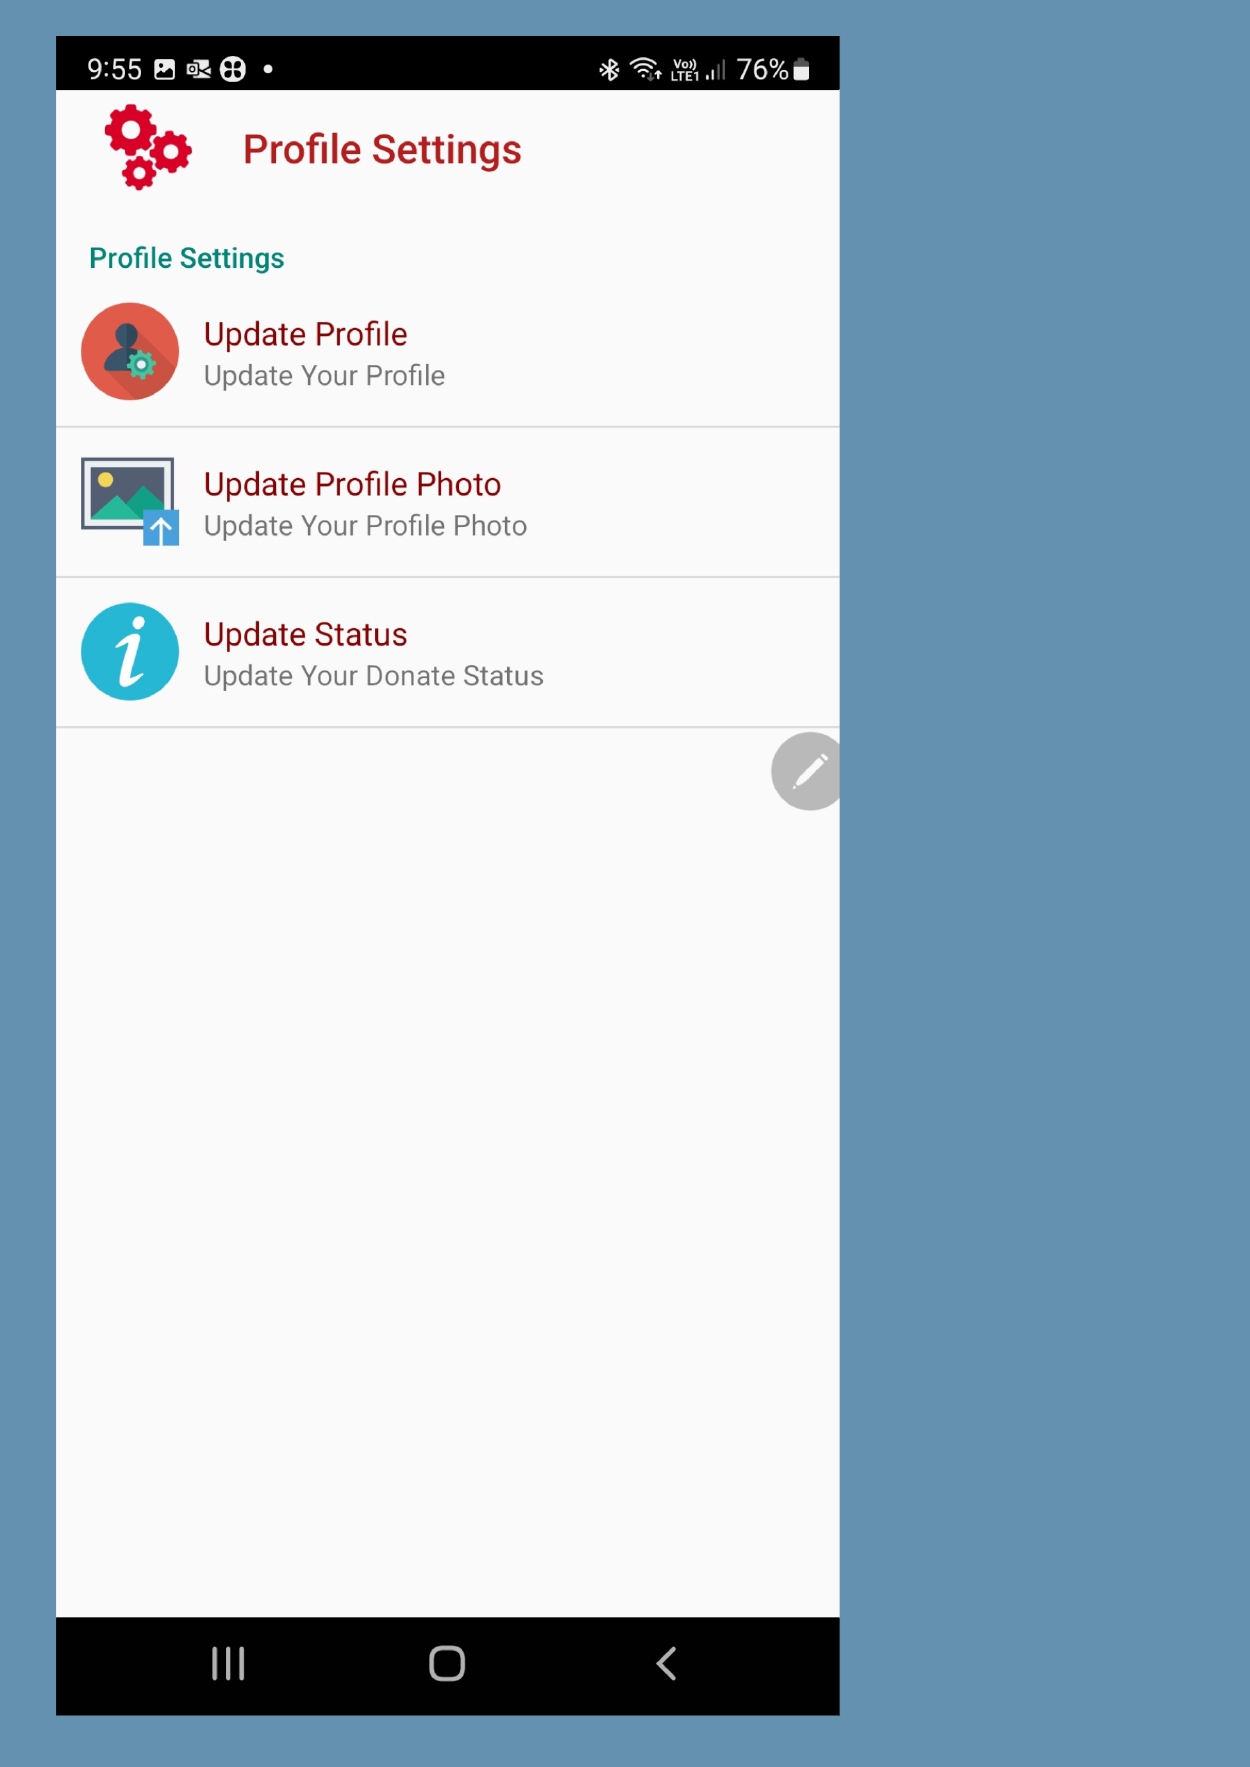 9:55 Vo)) LTE1 76%
Profile Settings
Profile Settings
Update Profile
Update Your Profile
Update Profile Photo
Update Your Profile Photo
Update Status
Update Your Donate Status